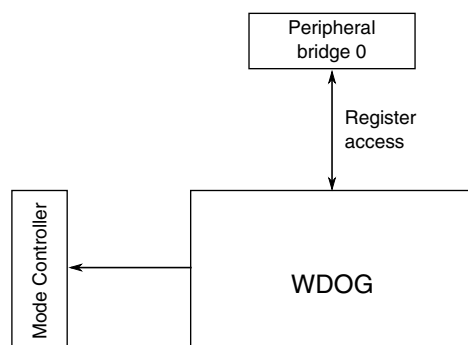 Peripheral
bridge 0
Register
access
Mode Controller
WDOG